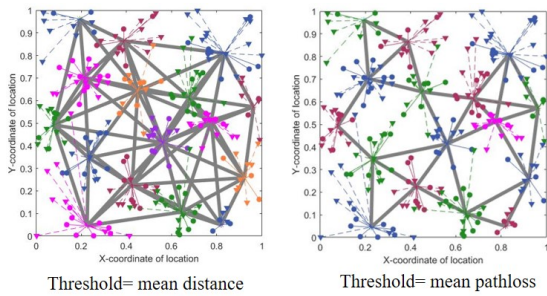 1
0.9
0.8
0.7
0.6
0.5
0.4
0.3
0.2
0.1
0
Y-coordinate of location
0 0.2 0.4 0.6 0.8 1
X-coordinate of location
Threshold= mean distance
1
0.9
0.8
0.7
0.6
0.5
0.4
0.3
0.2
0.1
0
Y-coordinate of location
0 0.2 0.4 0.6 0.8 1
X-coordinate of location
Threshold= mean pathloss